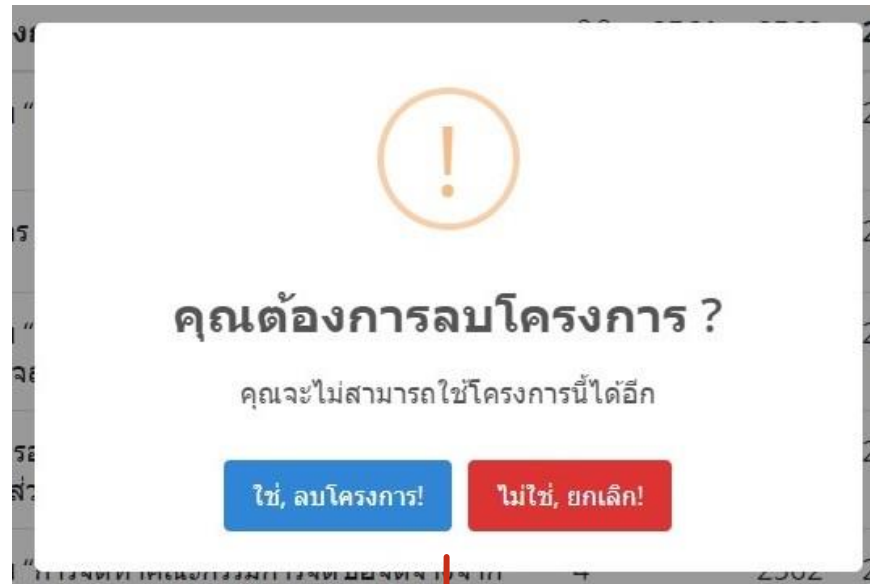 !
คุณต้องการลบโครงการ ?
คุณจะไม่สามารถใช้โครงการนี้ได้อีก
ใช่, ลบโครงการ! ไม่ใช่, ยกเลิก!